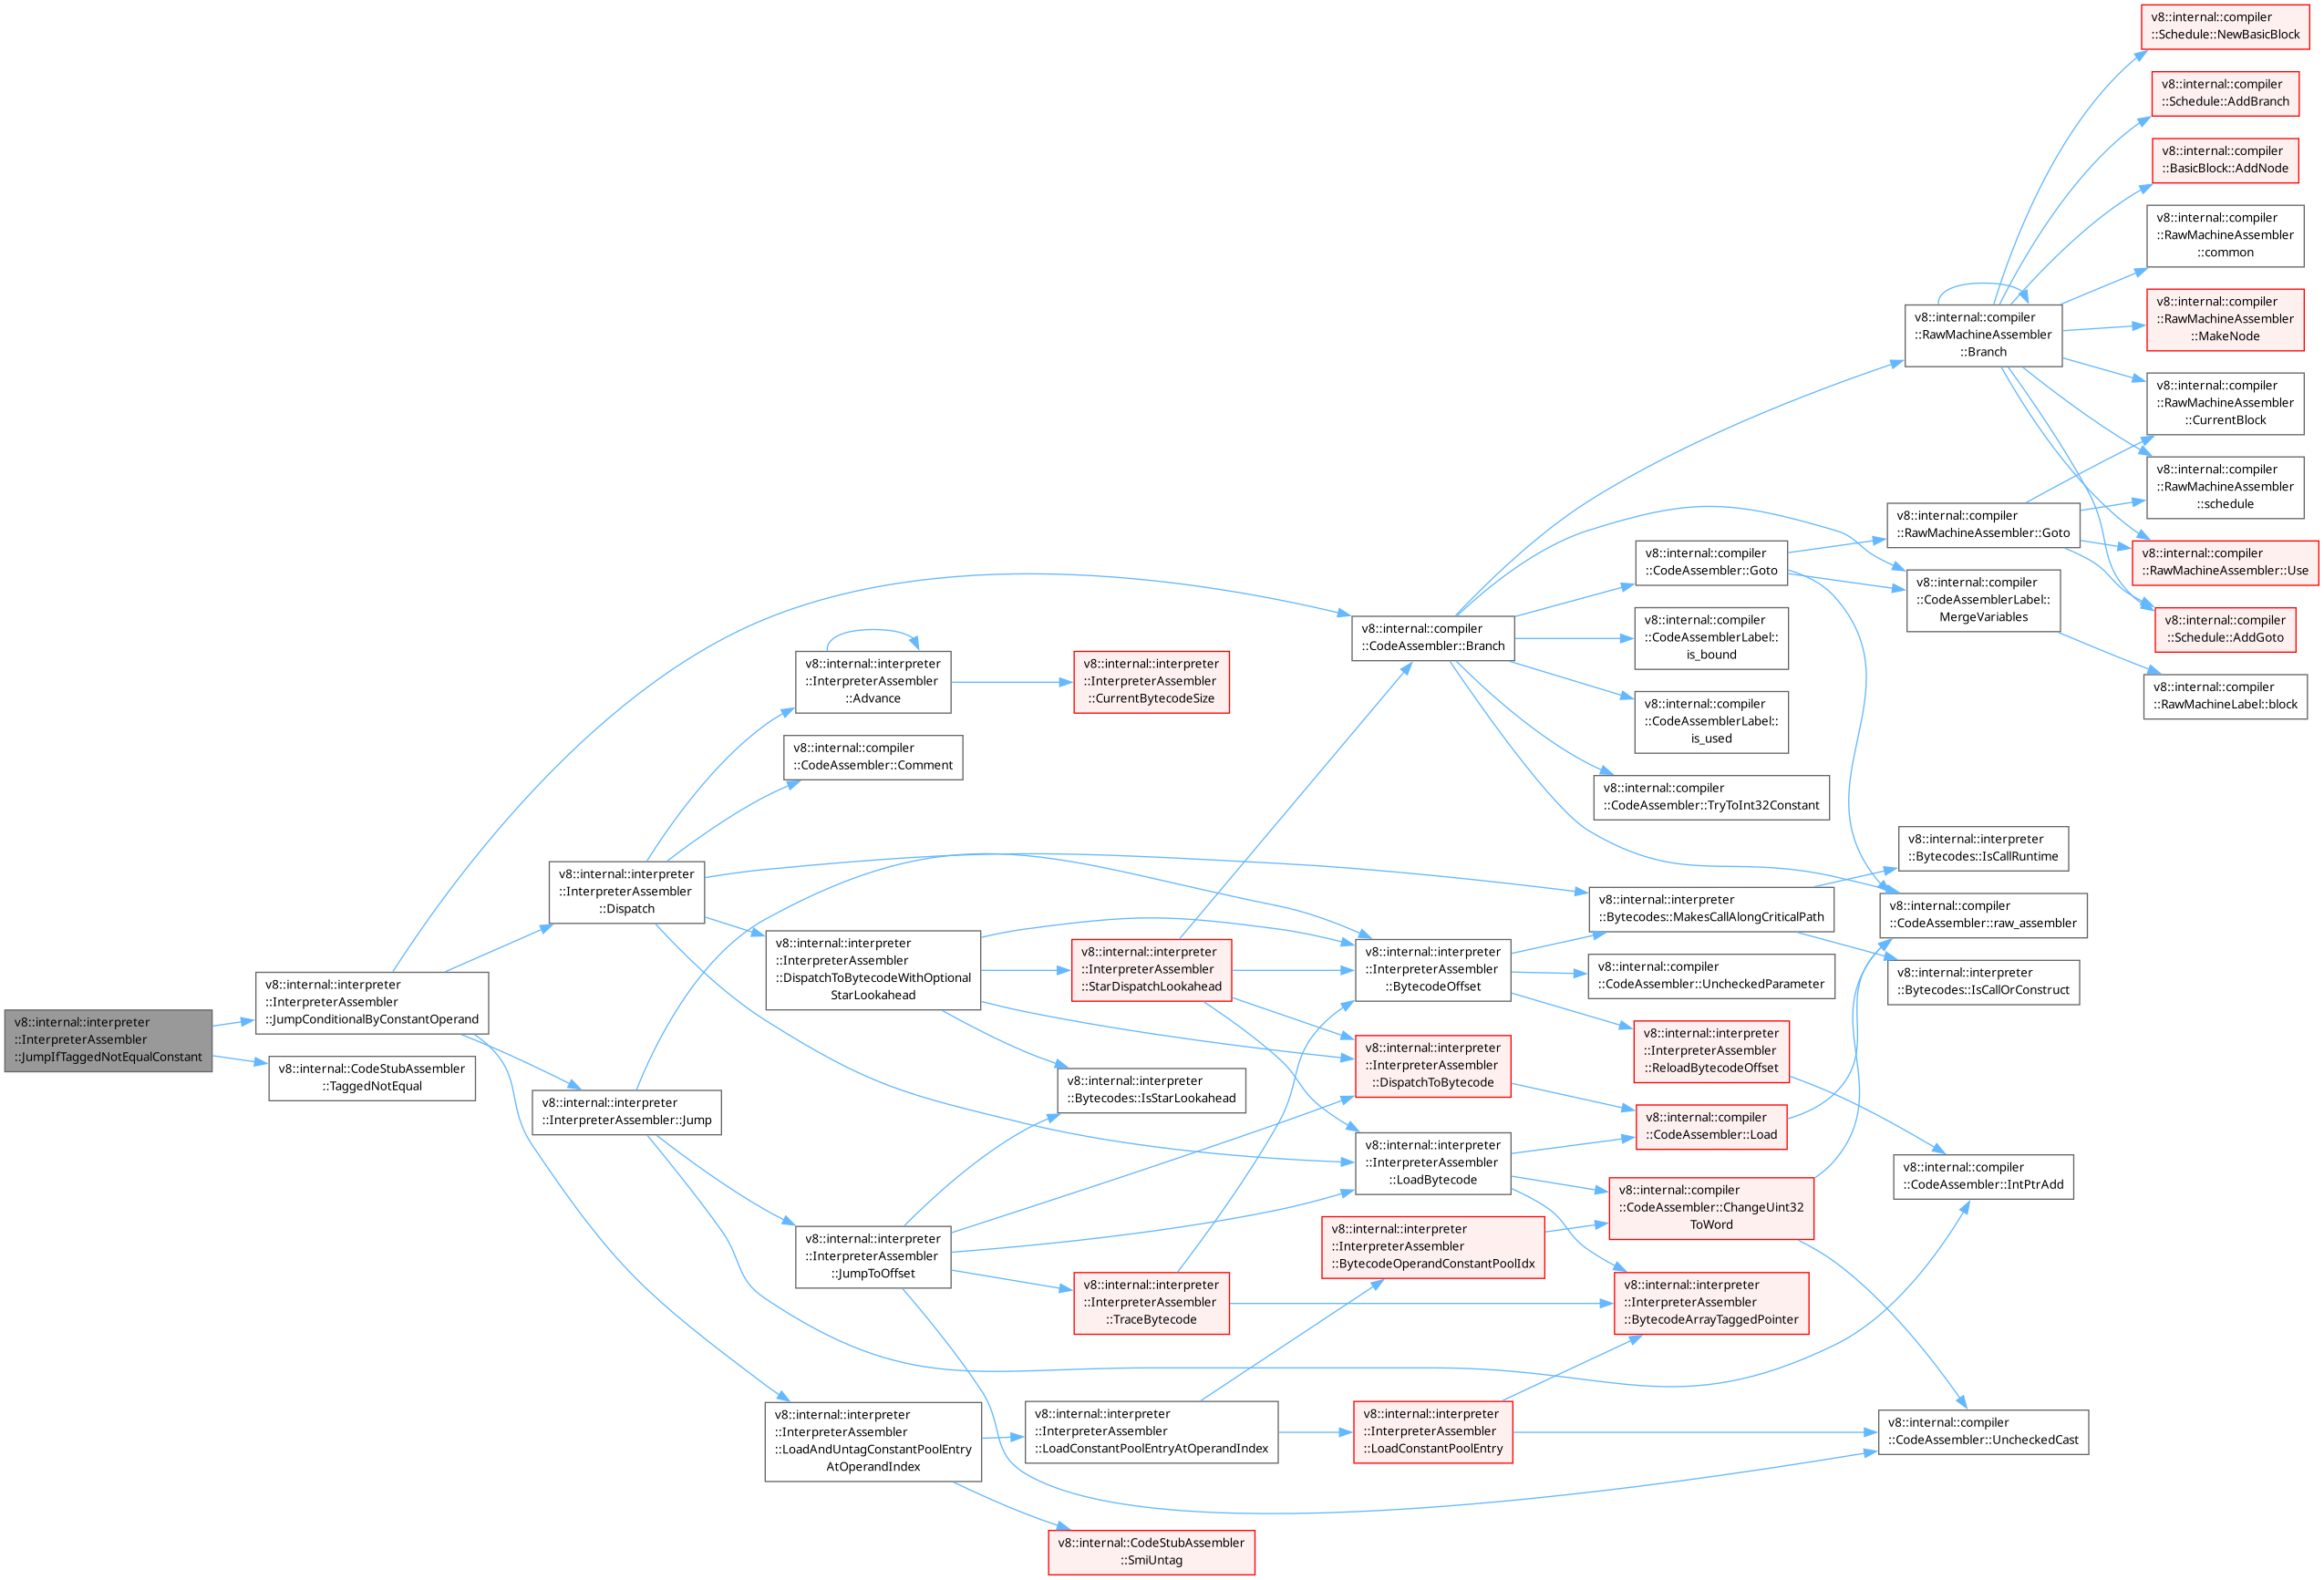 v8::internal::interpreter
::InterpreterAssembler
::JumpIfTaggedNotEqualConstant
v8::internal::interpreter
::InterpreterAssembler
::JumpConditionalByConstantOperand
v8::internal::CodeStubAssembler
::TaggedNotEqual
v8::internal::interpreter
::InterpreterAssembler
::Dispatch
v8::internal::interpreter
::InterpreterAssembler::Jump
v8::internal::interpreter
::InterpreterAssembler
::Advance
v8::internal::compiler
::CodeAssembler::Comment
v8::internal::interpreter
::InterpreterAssembler
::DispatchToBytecodeWithOptional
StarLookahead
v8::internal::interpreter
::InterpreterAssembler
::JumpToOffset
v8::internal::interpreter
::InterpreterAssembler
::LoadAndUntagConstantPoolEntry
AtOperandIndex
v8::internal::interpreter
::InterpreterAssembler
::CurrentBytecodeSize
v8::internal::interpreter
::InterpreterAssembler
::StarDispatchLookahead
v8::internal::interpreter
::Bytecodes::IsStarLookahead
v8::internal::interpreter
::InterpreterAssembler
::TraceBytecode
v8::internal::interpreter
::InterpreterAssembler
::LoadConstantPoolEntryAtOperandIndex
v8::internal::CodeStubAssembler
::SmiUntag
v8::internal::compiler
::CodeAssembler::Branch
v8::internal::interpreter
::InterpreterAssembler
::BytecodeOffset
v8::internal::interpreter
::InterpreterAssembler
::DispatchToBytecode
v8::internal::interpreter
::InterpreterAssembler
::LoadBytecode
v8::internal::interpreter
::InterpreterAssembler
::BytecodeOperandConstantPoolIdx
v8::internal::interpreter
::InterpreterAssembler
::LoadConstantPoolEntry
v8::internal::compiler
::CodeAssembler::Goto
v8::internal::compiler
::CodeAssemblerLabel::
is_bound
v8::internal::compiler
::CodeAssemblerLabel::
is_used
v8::internal::compiler
::CodeAssembler::TryToInt32Constant
v8::internal::interpreter
::Bytecodes::MakesCallAlongCriticalPath
v8::internal::compiler
::CodeAssembler::UncheckedParameter
v8::internal::interpreter
::InterpreterAssembler
::ReloadBytecodeOffset
v8::internal::compiler
::CodeAssembler::Load
v8::internal::compiler
::CodeAssembler::ChangeUint32
ToWord
v8::internal::interpreter
::InterpreterAssembler
::BytecodeArrayTaggedPointer
v8::internal::compiler
::RawMachineAssembler
::Branch
v8::internal::compiler
::RawMachineAssembler::Goto
v8::internal::compiler
::CodeAssemblerLabel::
MergeVariables
v8::internal::interpreter
::Bytecodes::IsCallRuntime
v8::internal::compiler
::CodeAssembler::raw_assembler
v8::internal::interpreter
::Bytecodes::IsCallOrConstruct
v8::internal::compiler
::CodeAssembler::IntPtrAdd
v8::internal::compiler
::CodeAssembler::UncheckedCast
v8::internal::compiler
::Schedule::NewBasicBlock
v8::internal::compiler
::Schedule::AddBranch
v8::internal::compiler
::BasicBlock::AddNode
v8::internal::compiler
::RawMachineAssembler
::common
v8::internal::compiler
::RawMachineAssembler
::MakeNode
v8::internal::compiler
::RawMachineAssembler
::CurrentBlock
v8::internal::compiler
::RawMachineAssembler
::schedule
v8::internal::compiler
::RawMachineAssembler::Use
v8::internal::compiler
::Schedule::AddGoto
v8::internal::compiler
::RawMachineLabel::block